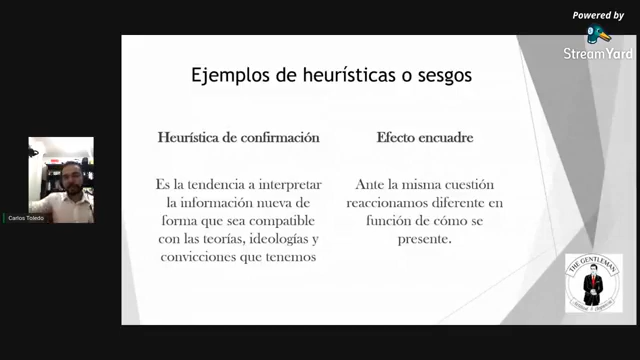 Powered by
StreamYard
Ejemplos de heurísticas o sesgos
Heurística de confirmación
Es la tendencia a interpretar
la información nueva de
forma que sea compatible
con las teorías, ideologías y
convicciones que tenemos
Efecto encuadre
Ante la misma cuestión
reaccionamos diferente en
función de cómo se
presente.
Carlos Toledo
THE GENTLEMAN